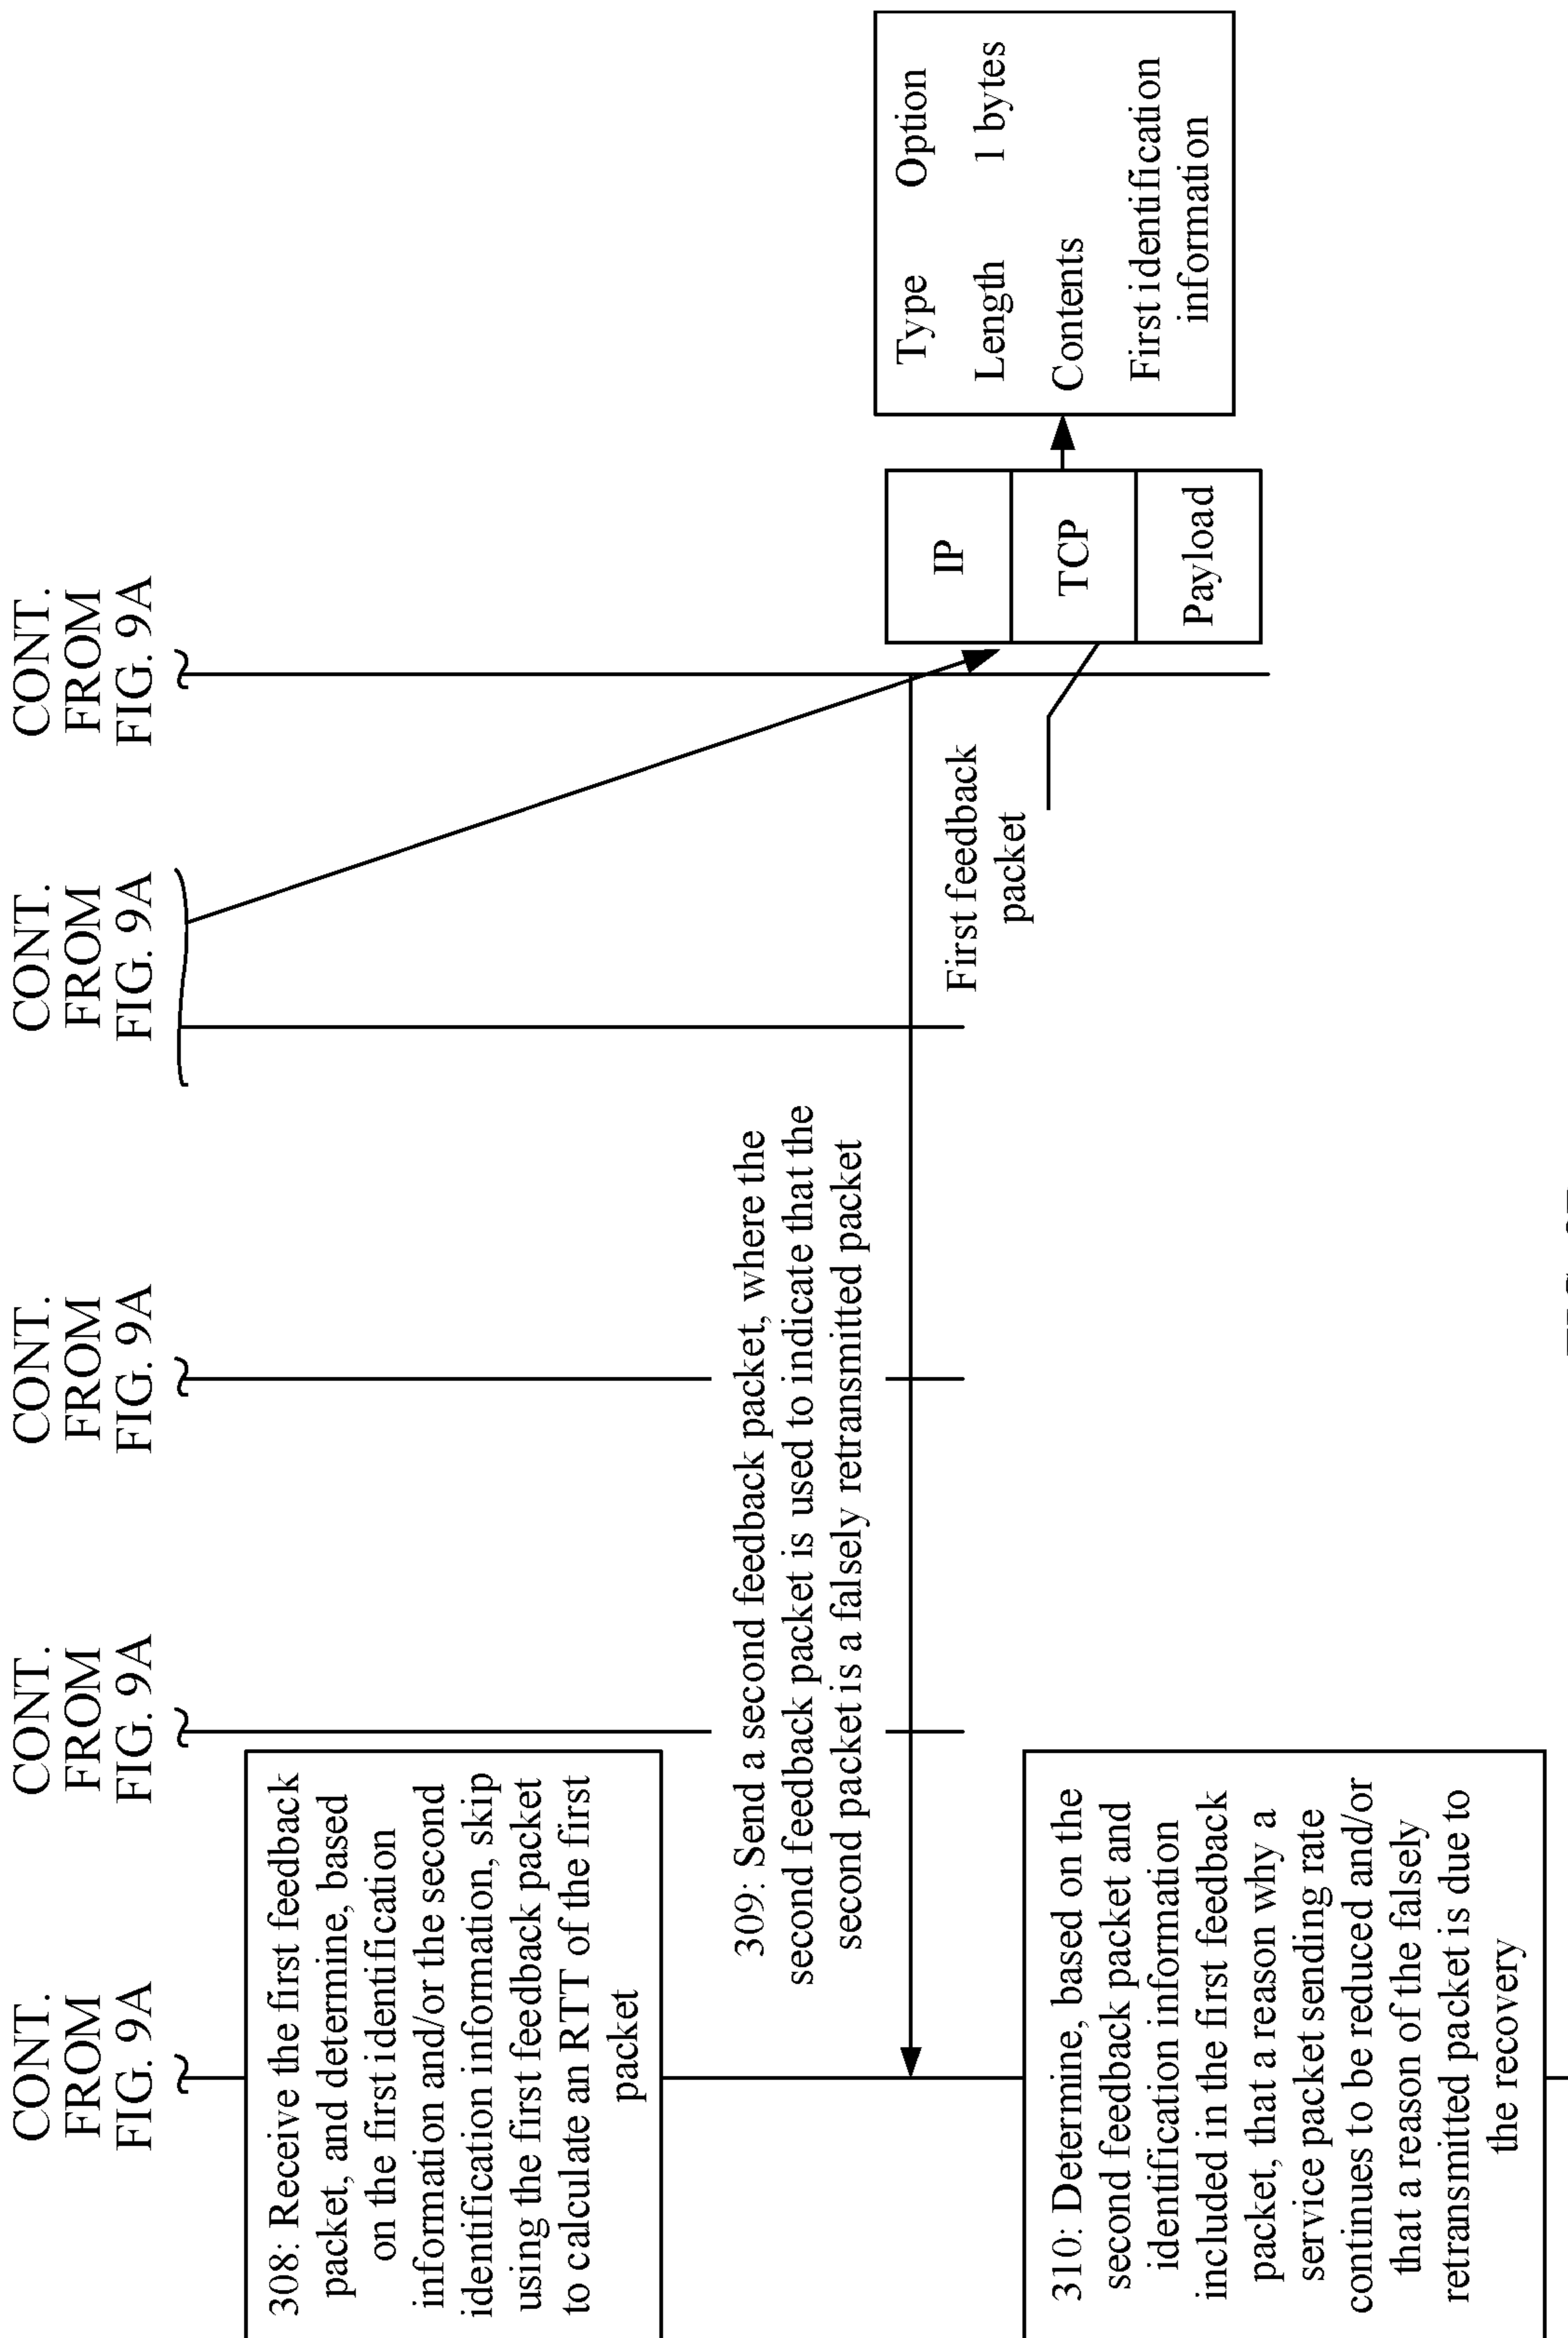 CONT.
FROM
FIG. 9A
CONT.
FROM
FIG. 9A
CONT.
FROM
FIG. 9A
CONT.
FROM
FIG. 9A
CONT.
FROM
FIG. 9A
308: Receive the first feedback
packet, and determine, based
on the first identification
information and/or the second
identification information, skip
using the first feedback packet
to calculate an RTT of the first
packet
309: Send a second feedback packet, where the
second feedback packet is used to indicate that the
second packet is a falsely retransmitted packet
310: Determine, based on the
second feedback packet and
identification information
included in the first feedback
packet, that a reason why a
service packet sending rate
continues to be reduced and/or
that a reason of the falsely
retransmitted packet is due to
the recovery
First feedback
packet
IP
TCP
Payload
Type Option
Length 1 bytes
Contents
First identification
information